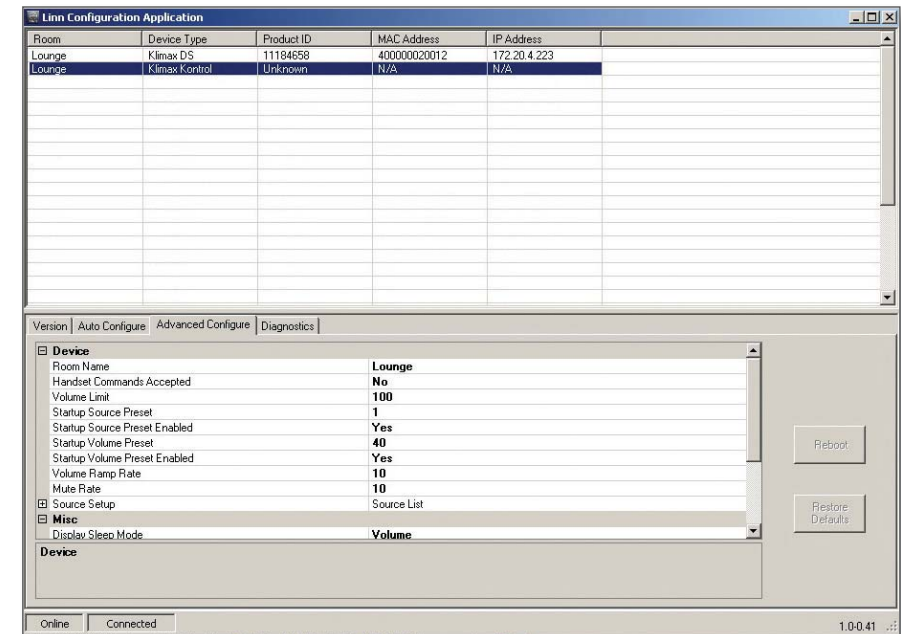 Linn Configuration Application
Room Device Type Product ID MAC Address IP Address
Lounge Klimax DS 11184658 400000020012 172.20.4.223
Lounge Klimax Kontrol Unknown N/A N/A
Version Auto Configure Advanced Configure Diagnostics
Device
Room Name Lounge
Handset Commands Accepted No
Volume Limit 100
Startup Source Preset 1
Startup Source Preset Enabled Yes
Startup Volume Preset 40
Startup Volume Preset Enabled Yes
Volume Ramp Rate 10
Mute Rate 10
Source Setup Source List
Misc
Display Sleep Mode Volume
Reboot
Restore
Defaults
Device
Online Connected 1.0-0.41